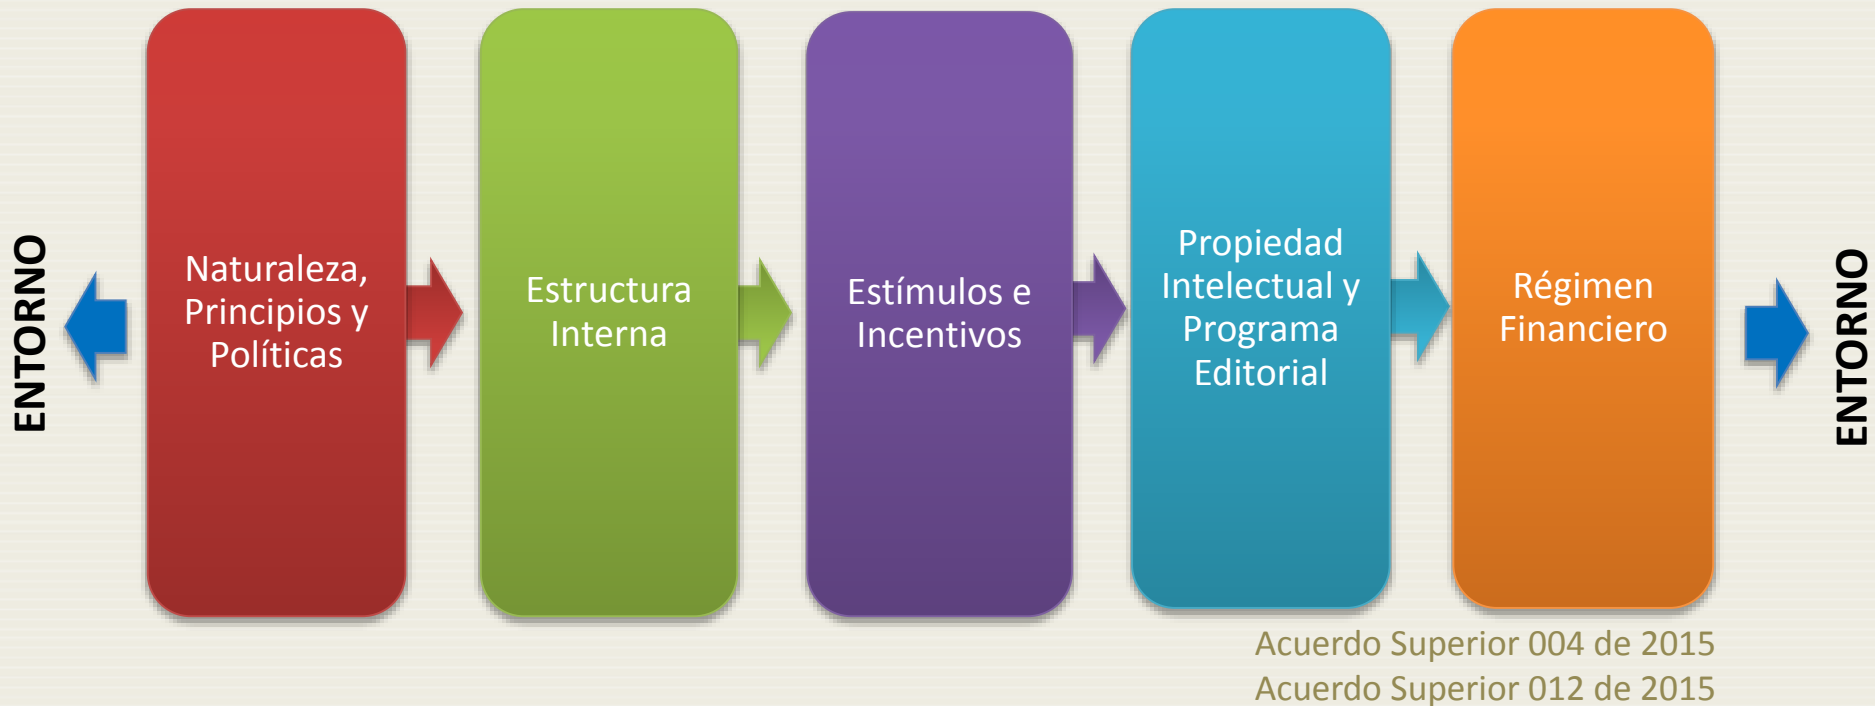 ENTORNO
Naturaleza,
Principios y
Políticas
Estructura
Interna
Estímulos e
Incentivos
Propiedad
Intelectual y
Programa
Editorial
Régimen
Financiero
ENTORNO
Acuerdo Superior 004 de 2015
Acuerdo Superior 012 de 2015